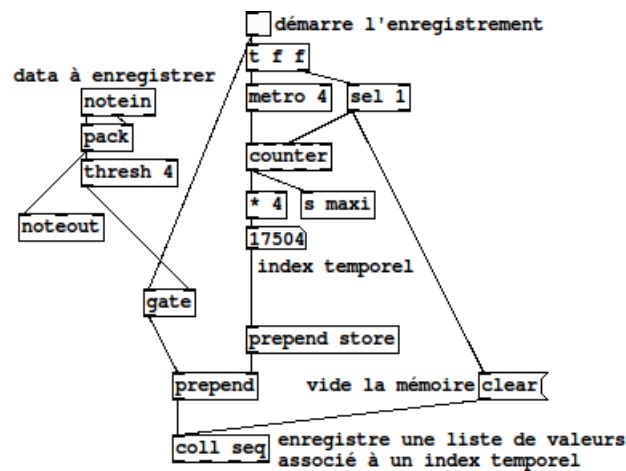 démarre l'enregistrement
t f f
data à enregistrer
notein
metro 4
sel 1
pack
counter
thresh 4
* 4
s maxi
noteout
17504
index temporel
gate
prepend store
prepend
vide la mémoire
clear
coll seq
enregistre une liste de valeurs
associé à un index temporel